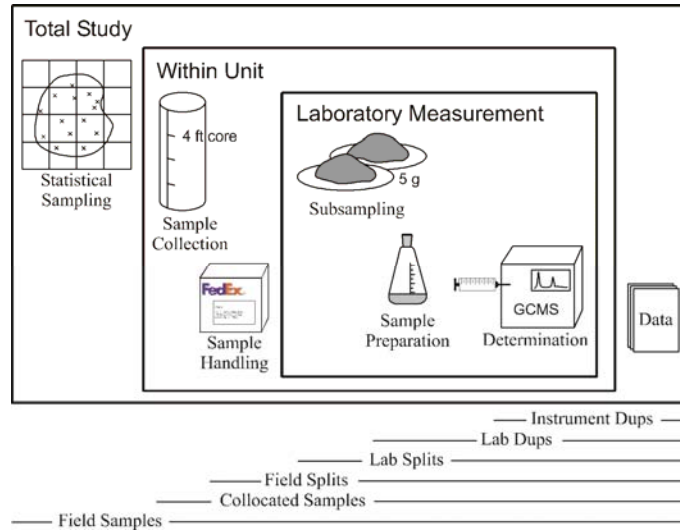 Total Study
Within Unit
Laboratory Measurement
4 ft core
5 g
Statistical
Sampling
Subsampling
Sample
Collection
FedEx
GCMS
Data
Sample
Handling
Sample
Preparation
Determination
Instrument Dups
Lab Dups
Lab Splits
Field Splits
Collocated Samples
Field Samples